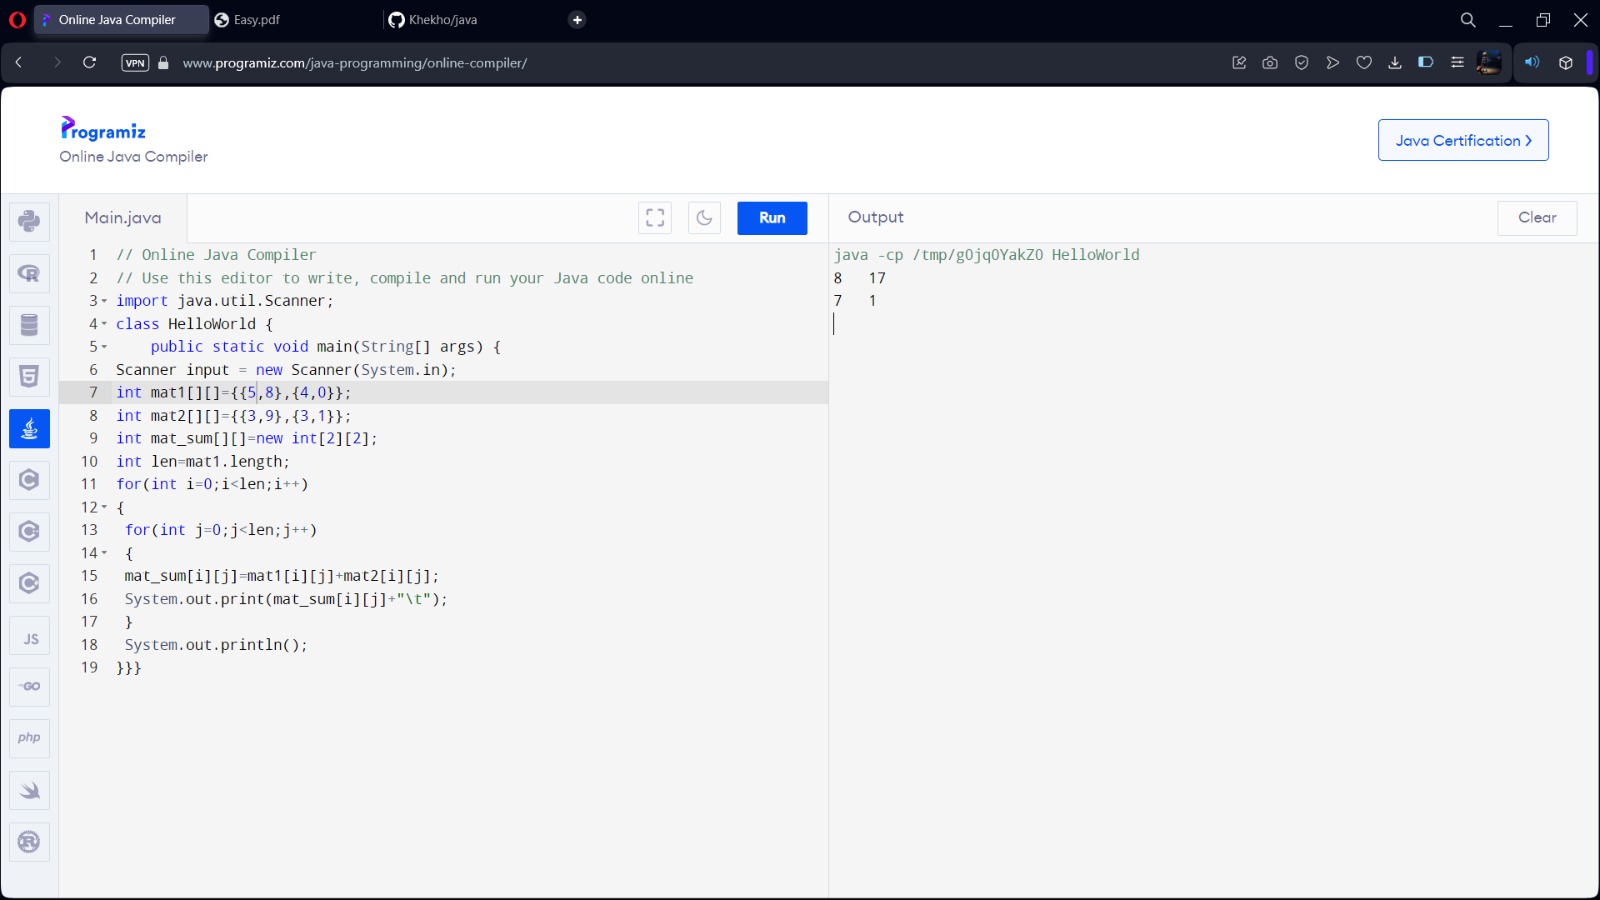 Online Java Compiler
Easy.pdf
Khekho/java
VPN
www.programiz.com/java-programming/online-compiler/
Programiz
Online Java Compiler
Java Certification
Main.java
Run
Output
Clear
1 // Online Java Compiler
2 // Use this editor to write, compile and run your Java code online
3 import java.util.Scanner;
4 class HelloWorld {
5 public static void main(String[] args) {
6 Scanner input = new Scanner(System.in);
7 int mat1[][]={{5,8},{4,0}};
8 int mat2[][]={{3,9},{3,1}};
9 int mat_sum[][]=new int[2][2];
10 int len=mat1.length;
11 for(int i=0;i<len;i++)
12 {
13 for(int j=0;j<len;j++)
14 {
15 mat_sum[i][j]=mat1[i][j]+mat2[i][j];
16 System.out.print(mat_sum[i][j]+"\t");
17 }
18 System.out.println();
19 }}}
java -cp /tmp/g0jq0YakZ0 HelloWorld
8 17
7 1
JS
GO
php